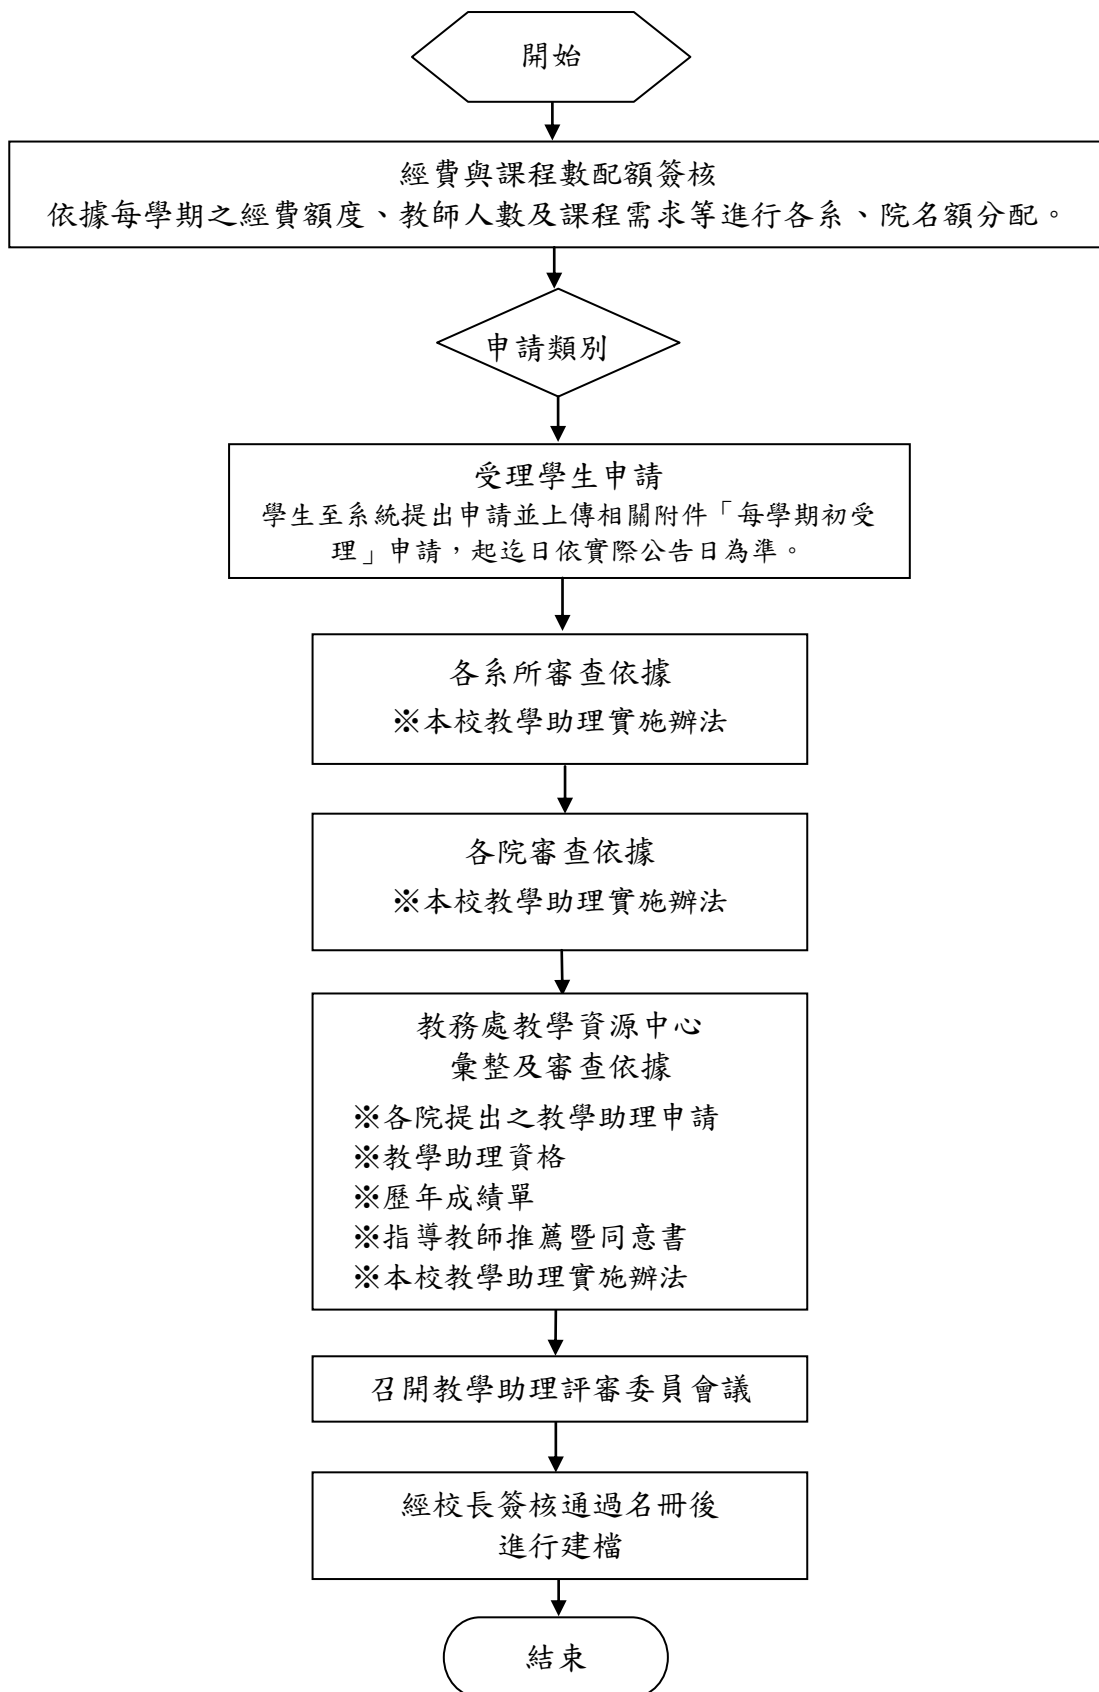 開始
經費與課程數配額簽核
依據每學期之經費額度、教師人數及課程需求等進行各系、院名額分配。
申請類別
受理學生申請
學生至系統提出申請並上傳相關附件「每學期初受
理」申請，起迄日依實際公告日為準。
各系所審查依據
※本校教學助理實施辦法
各院審查依據
※本校教學助理實施辦法
教務處教學資源中心
彙整及審查依據
※各院提出之教學助理申請
※教學助理資格
※歷年成績單
※指導教師推薦暨同意書
※本校教學助理實施辦法
召開教學助理評審委員會議
經校長簽核通過名冊後
進行建檔
結束